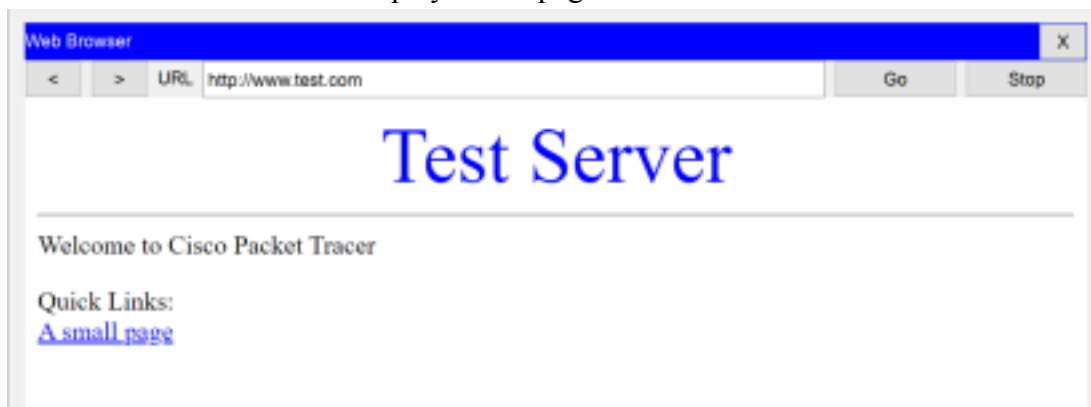 Web Browser X
< > URL http://www.test.com Go Stop
Test Server
Welcome to Cisco Packet Tracer
Quick Links:
A small page